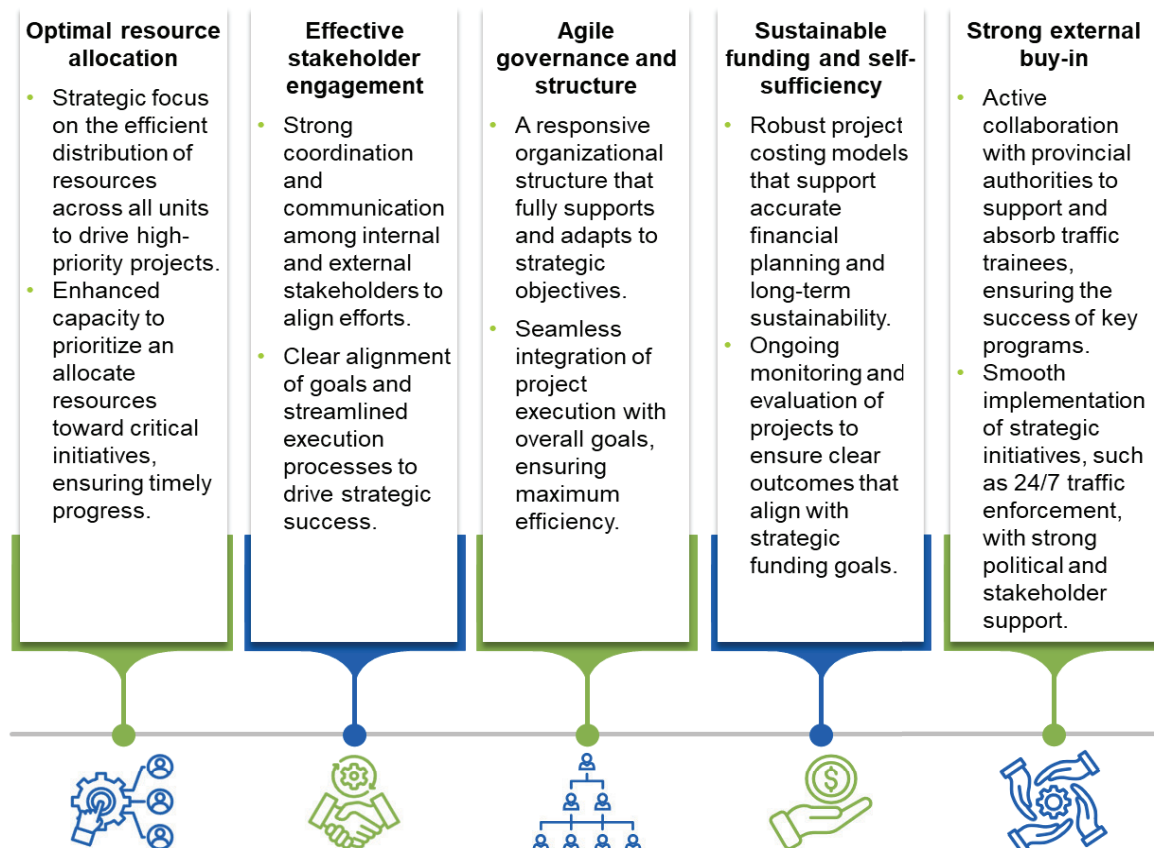 Optimal resource
allocation
• Strategic focus
on the efficient
distribution of
resources
across all units
to drive high-
priority projects.
• Enhanced
capacity to
prioritize an
allocate
resources
toward critical
initiatives,
ensuring timely
progress.
Effective
stakeholder
engagement
• Strong
coordination
and
communication
among internal
and external
stakeholders to
align efforts.
• Clear alignment
of goals and
streamlined
execution
processes to
drive strategic
success.
Agile
governance and
structure
• A responsive
organizational
structure that
fully supports
and adapts to
strategic
objectives.
• Seamless
integration of
project
execution with
overall goals,
ensuring
maximum
efficiency.
Sustainable
funding and self-
sufficiency
• Robust project
costing models
that support
accurate
financial
planning and
long-term
sustainability.
• Ongoing
monitoring and
evaluation of
projects to
ensure clear
outcomes that
align with
strategic
funding goals.
Strong external
buy-in
• Active
collaboration
with provincial
authorities to
support and
absorb traffic
trainees,
ensuring the
success of key
programs.
• Smooth
implementation
of strategic
initiatives, such
as 24/7 traffic
enforcement,
with strong
political and
stakeholder
support.
$